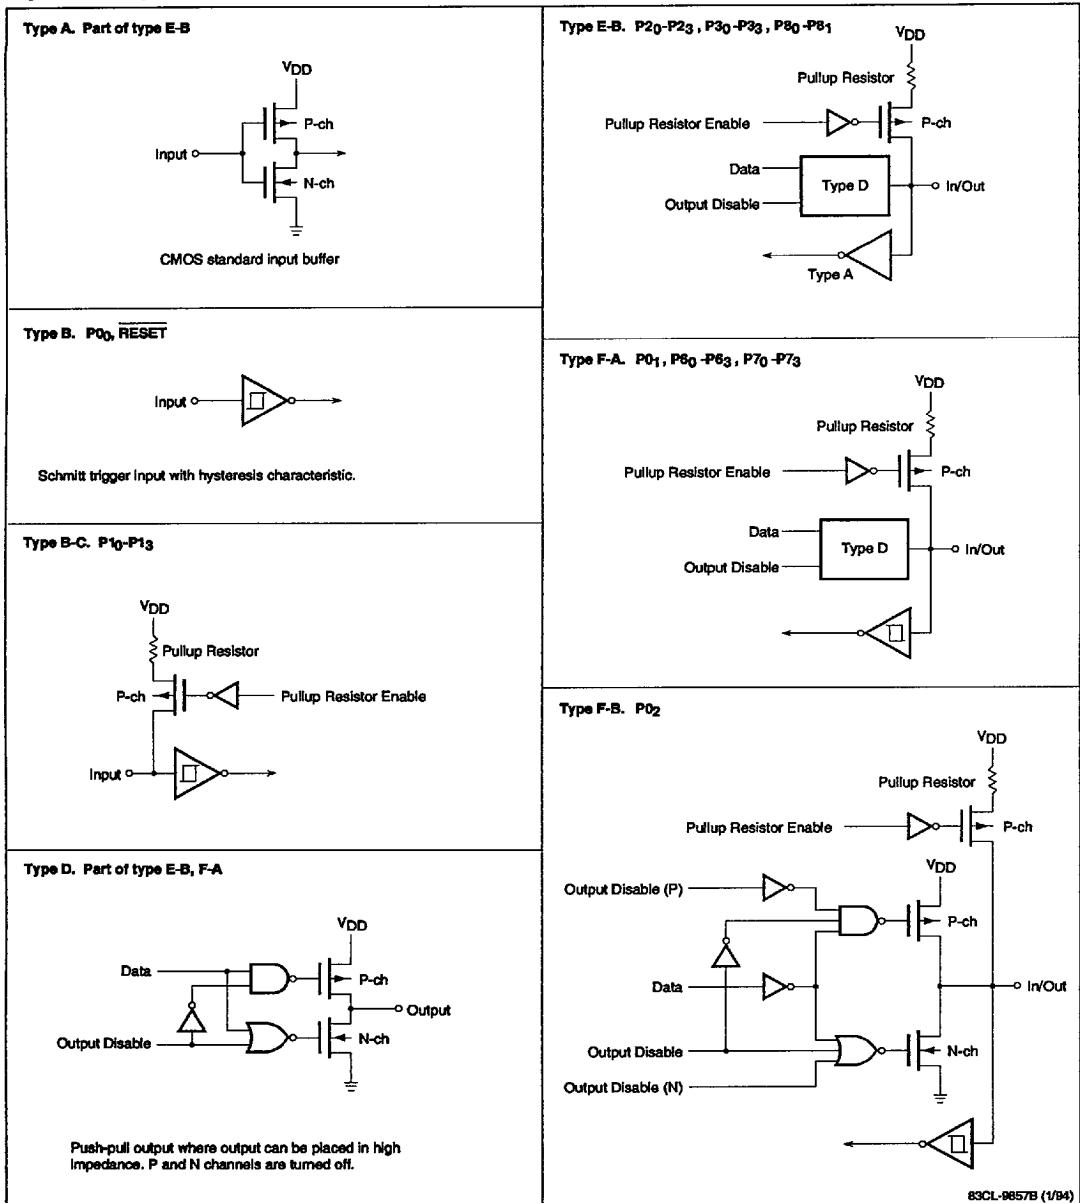 Type A. Part of type E-B
VDD
P-ch
Input
N-ch
CMOS standard input buffer
Type B. P00, RESET
Input
Schmitt trigger input with hysteresis characteristic.
Type B-C. P10-P13
VDD
Pullup Resistor
P-ch
Pullup Resistor Enable
Input
Type D. Part of type E-B, F-A
VDD
Data
P-ch
Output
Output Disable
N-ch
Push-pull output where output can be placed in high
impedance. P and N channels are turned off.
Type E-B. P20-P23, P30-P33, P80-P81
VDD
Pullup Resistor
Pullup Resistor Enable
P-ch
Data
Type D
In/Out
Output Disable
Type A
Type F-A. P01, P60-P63, P70-P73
VDD
Pullup Resistor
Pullup Resistor Enable
P-ch
Data
Type D
In/Out
Output Disable
Type F-B. P02
VDD
Pullup Resistor
Pullup Resistor Enable
P-ch
VDD
Output Disable (P)
P-ch
Data
In/Out
Output Disable
N-ch
Output Disable (N)
83CL-9857B (1/94)